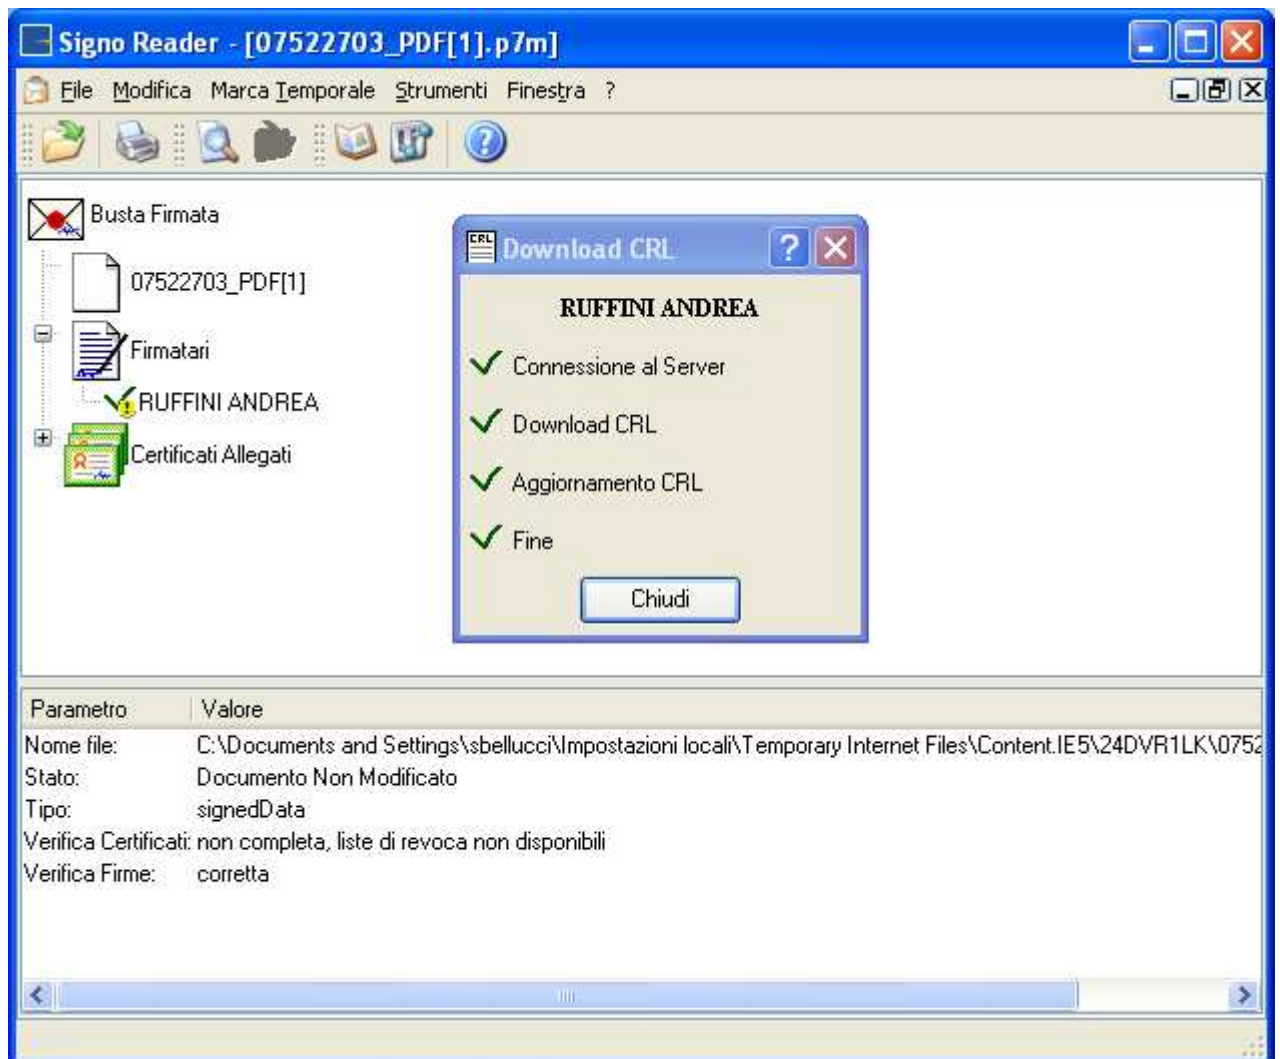 Signo Reader - [07522703_PDF[1].p7m]
File Modifica Marca Temporale Strumenti Finestra ?
Busta Firmata
07522703_PDF[1]
Firmatari
RUFFINI ANDREA
Certificati Allegati
CRL Download CRL
RUFFINI ANDREA
Connessione al Server
Download CRL
Aggiornamento CRL
Fine
Chiudi
Parametro Valore
Nome file: C:\Documents and Settings\sbellucci\Impostazioni locali\Temporary Internet Files\Content.IE5\24DVR1LK\0752
Stato: Documento Non Modificato
Tipo: signedData
Verifica Certificati: non completa, liste di revoca non disponibili
Verifica Firme: corretta